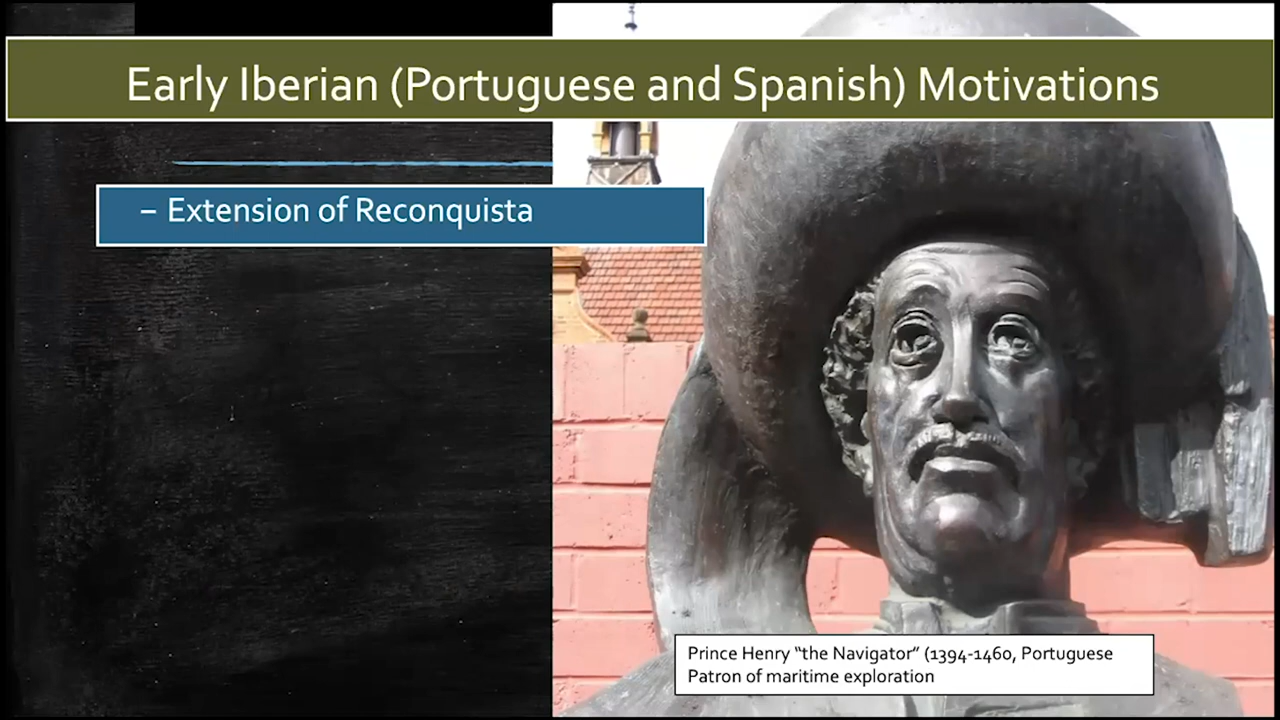 Early Iberian (Portuguese and Spanish) Motivations
– Extension of Reconquista
Prince Henry “the Navigator” (1394-1460, Portuguese
Patron of maritime exploration